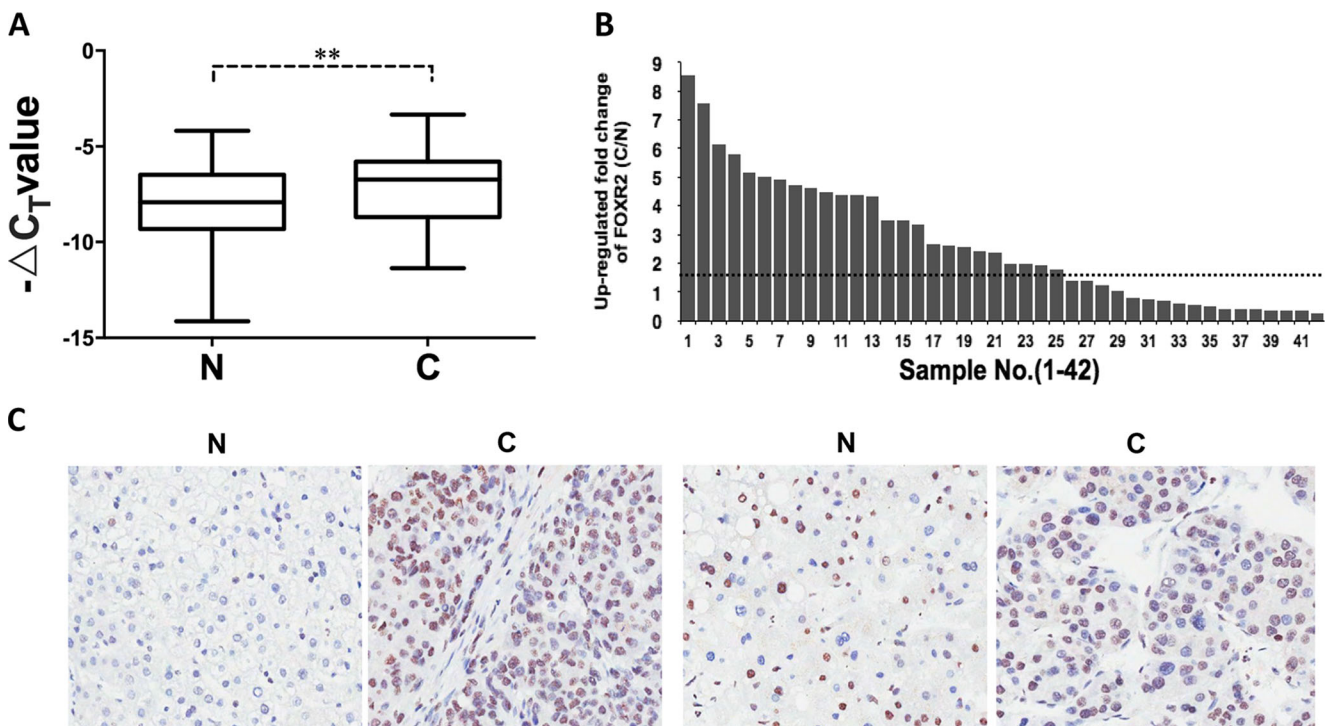 A
-△CTvalue
0
-5
-10
-15
**
N
C
B
Up-regulated fold change
of FOXR2 (C/N)
9
8
7
6
5
4
3
2
1
0
1 3 5 7 9 11 13 15 17 19 21 23 25 27 29 31 33 35 37 39 41
Sample No.(1-42)
C
N
C
N
C